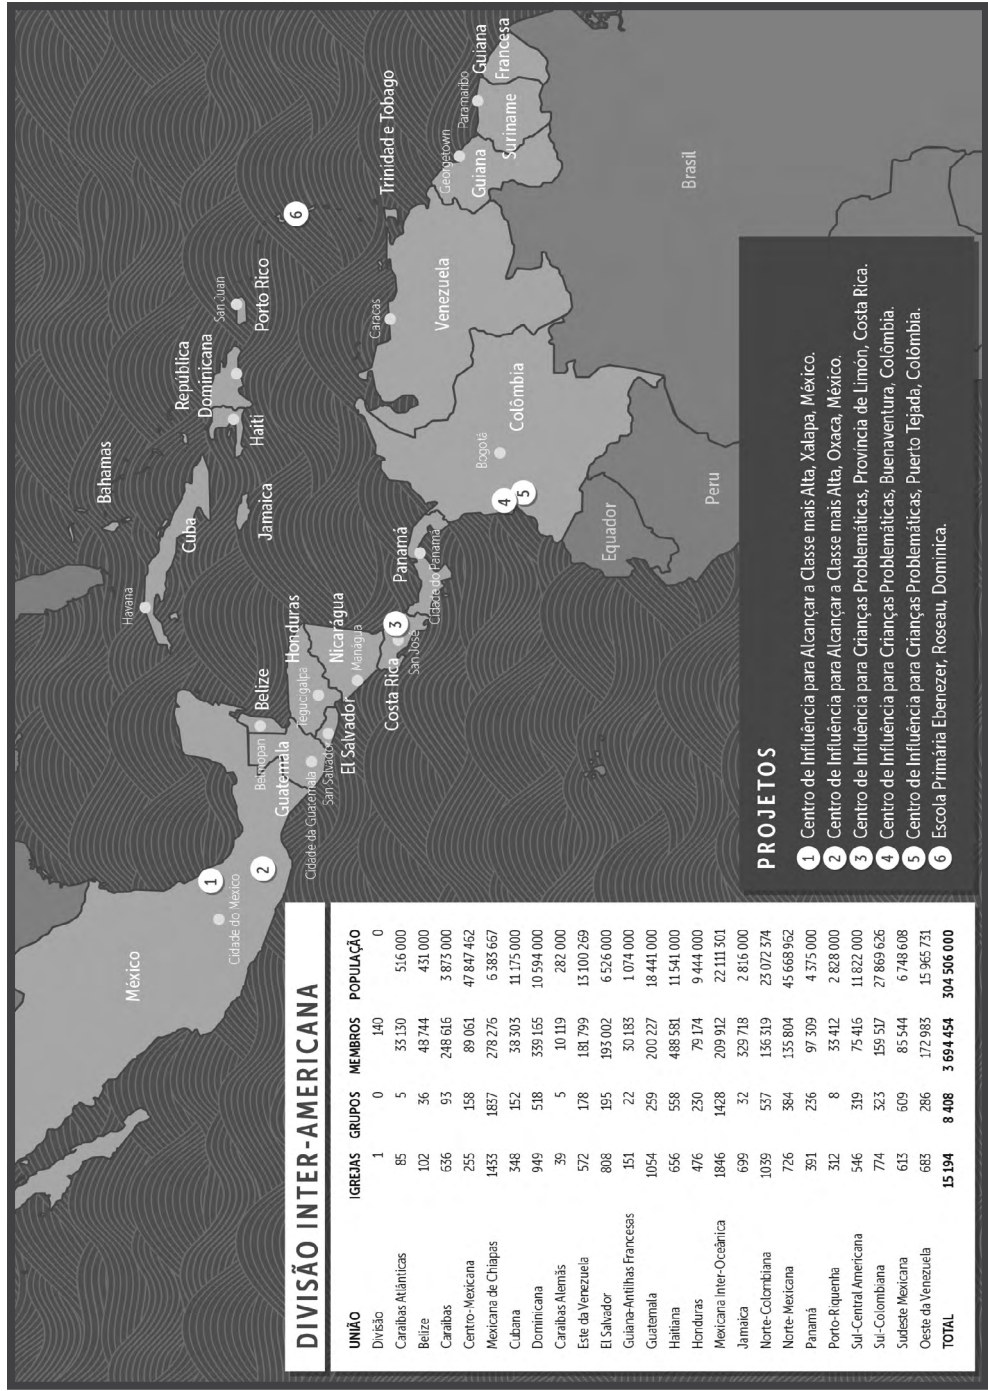 DIVISÃO INTER-AMERICANA
UNIÃO IGREJAS GRUPOS MEMBROS POPULAÇÃO
Divisão 1 0 140 0
Caraibas Atlánticas 85 5 33 130 516 000
Belize 102 36 48 744 431 000
Caraibas 636 93 248 616 3 873 000
Centro-Mexicana 255 158 89 061 47 847 462
Mexicana de Chiapas 1433 1837 278 276 6 383 667
Cubana 348 152 38 303 11 175 000
Dominicana 949 518 339 165 10 594 000
Caraibas Alemãs 39 5 10 119 282 000
Este da Venezuela 572 178 181 799 13 100 269
El Salvador 808 195 193 002 6 526 000
Guiana-Antilhas Francesas 151 22 30 183 1 074 000
Guatemala 1054 259 200 227 18 441 000
Haitiana 656 558 488 581 11 541 000
Honduras 476 230 79 174 9 444 000
Mexicana Inter-Oceânica 1846 1428 209 912 22 111 301
Jamaica 699 32 329 718 2 816 000
Norte-Colombiana 1039 537 136 319 23 072 374
Norte-Mexicana 726 384 135 804 45 668 962
Panamá 391 236 97 309 4 375 000
Porto-Riquenha 312 8 33 412 2 828 000
Sul-Central Americana 546 319 75 416 11 822 000
Sul-Colombiana 774 323 159 517 27 869 626
Sudeste Mexicana 613 609 85 544 6 748 608
Oeste da Venezuela 683 286 172 983 15 965 731
TOTAL 15 194 8 408 3 694 454 304 506 000
PROJETOS
1 Centro de Influência para Alcançar a Classe mais Alta, Xalapa, México.
2 Centro de Influência para Alcançar a Classe mais Alta, Oxaca, México.
3 Centro de Influência para Crianças Problemáticas, Província de Limón, Costa Rica.
4 Centro de Influência para Crianças Problemáticas, Buenaventura, Colômbia.
5 Centro de Influência para Crianças Problemáticas, Puerto Tejada, Colômbia.
6 Escola Primária Ebenezer, Roseau, Dominica.
México
Cidade do México
1
2
Belize
Belmopan
Guatemala
Cidade da Guatemala
San Salvador
El Salvador
Honduras
Tegucigalpa
Nicarágua
Manágua
Costa Rica
San José
3
Panamá
Cidade do Panamá
Havana
Cuba
Bahamas
Jamaica
Haiti
República
Dominicana
San Juan
Porto Rico
6
Trinidad e Tobago
Caracas
Venezuela
Colômbia
Bogotá
4
5
Equador
Peru
Brasil
Georgetown
Guiana
Paramaribo
Suriname
Guiana
Francesa